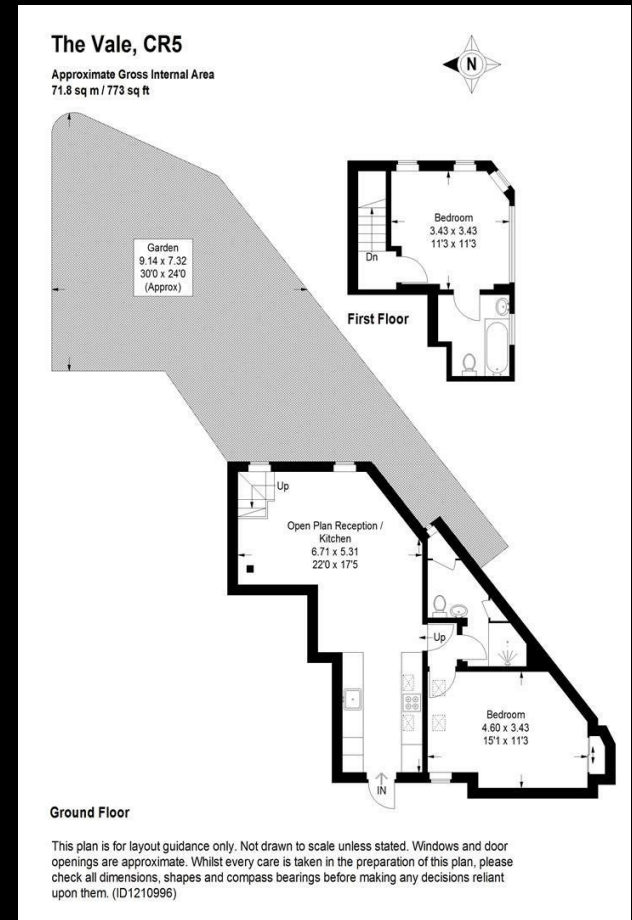 The Vale, CR5
Approximate Gross Internal Area
71.8 sq m / 773 sq ft
N
Garden
9.14 x 7.32
30'0 x 24'0
(Approx)
Bedroom
3.43 x 3.43
11'3 x 11'3
Dn
First Floor
Up
Open Plan Reception /
Kitchen
6.71 x 5.31
22'0 x 17'5
Up
Bedroom
4.60 x 3.43
15'1 x 11'3
IN
Ground Floor
This plan is for layout guidance only. Not drawn to scale unless stated. Windows and door
openings are approximate. Whilst every care is taken in the preparation of this plan, please
check all dimensions, shapes and compass bearings before making any decisions reliant
upon them. (ID1210996)